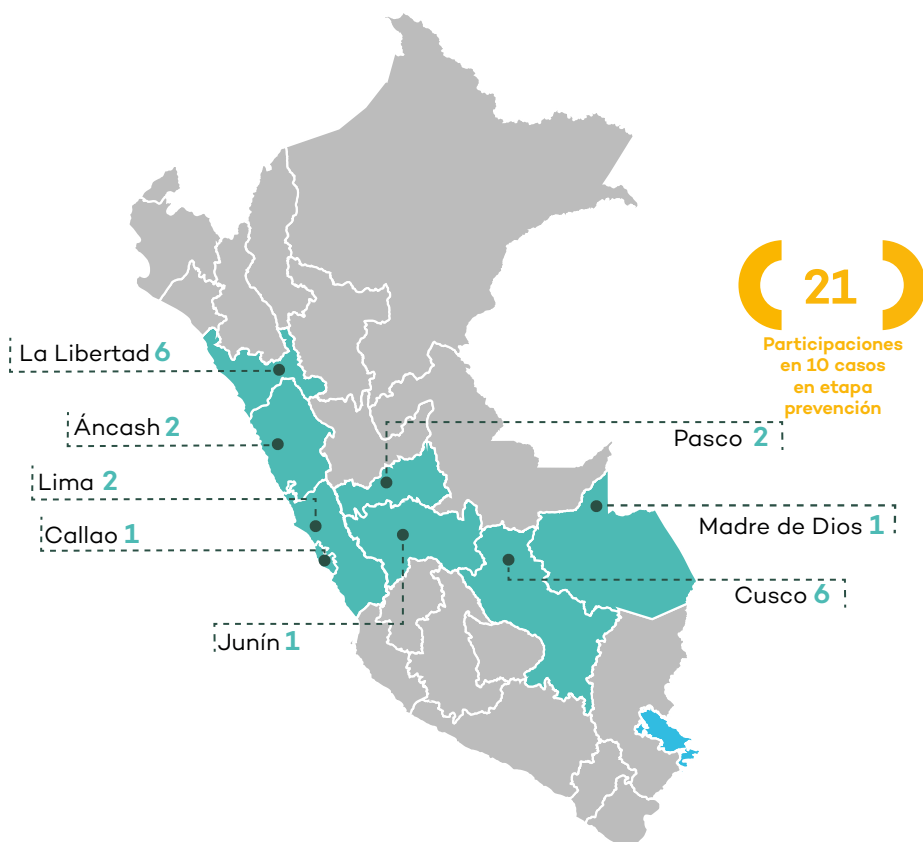 21
Participaciones
en 10 casos
en etapa
prevención
La Libertad 6
Áncash 2
Lima 2
Callao 1
Junín 1
Pasco 2
Madre de Dios 1
Cusco 6